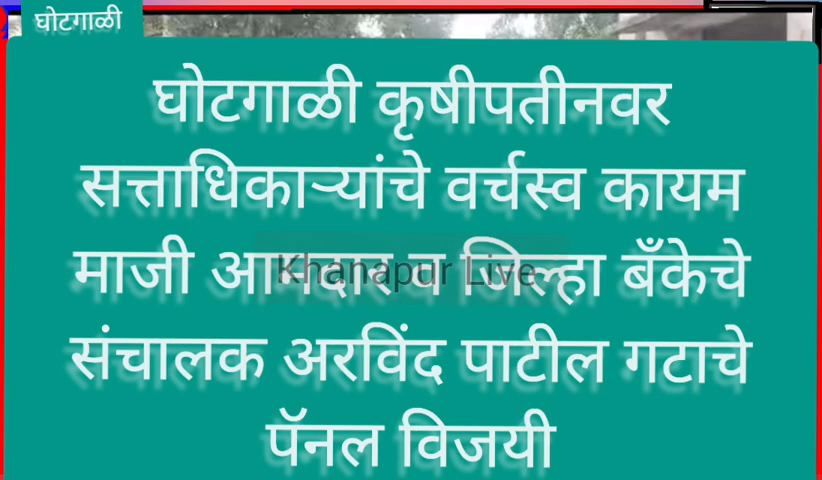 घोटगाळी
घोटगाळी कृषीपतीनवर
सत्ताधिकाऱ्यांचे वर्चस्व कायम
माजी आमदार व जिल्हा बँकेचे
Khanapur Live
संचालक अरविंद पाटील गटाचे
पॅनल विजयी